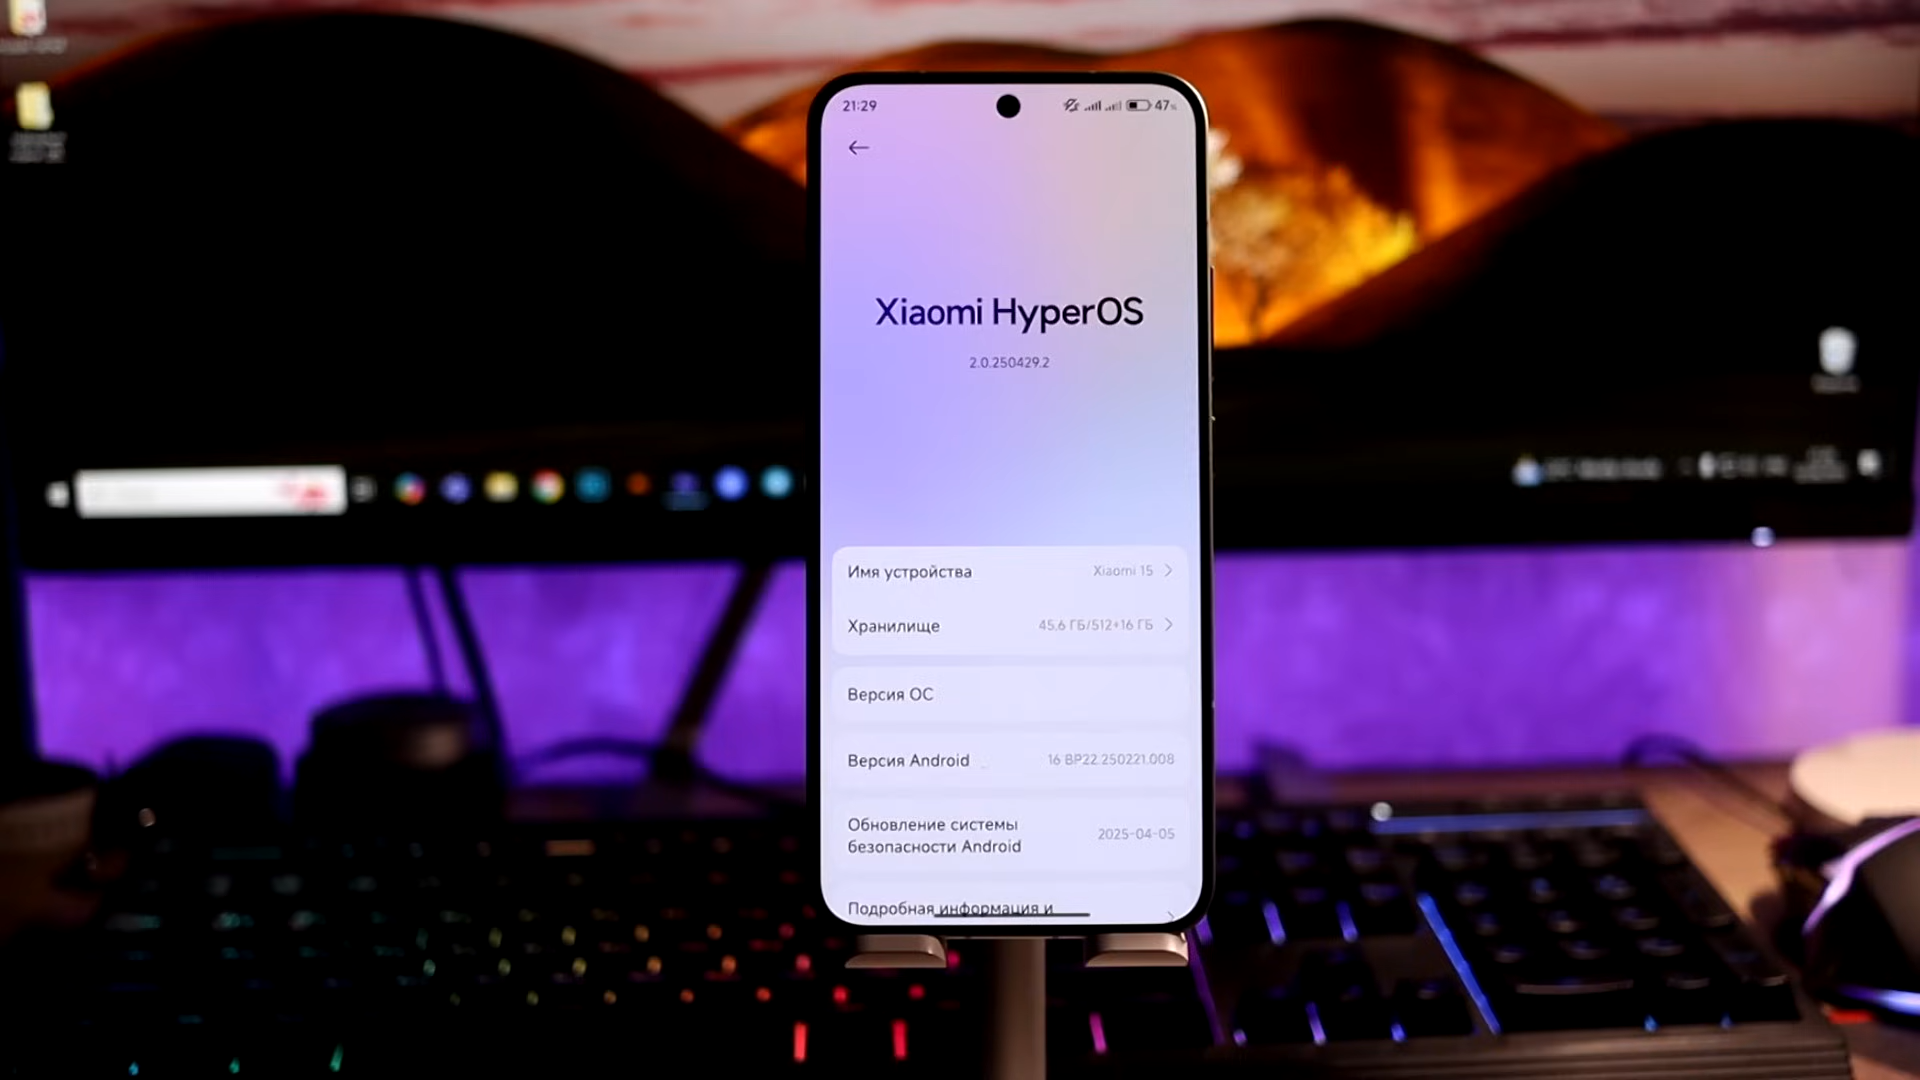 21:29
47%
Xiaomi HyperOS
2.0.250429.2
Имя устройства
Xiaomi 15
Хранилище
45.6 ГБ/512+16 ГБ
Версия ОС
Версия Android
16 BP22.250221.008
Обновление системы
безопасности Android
2025-04-05
Подробная информация и